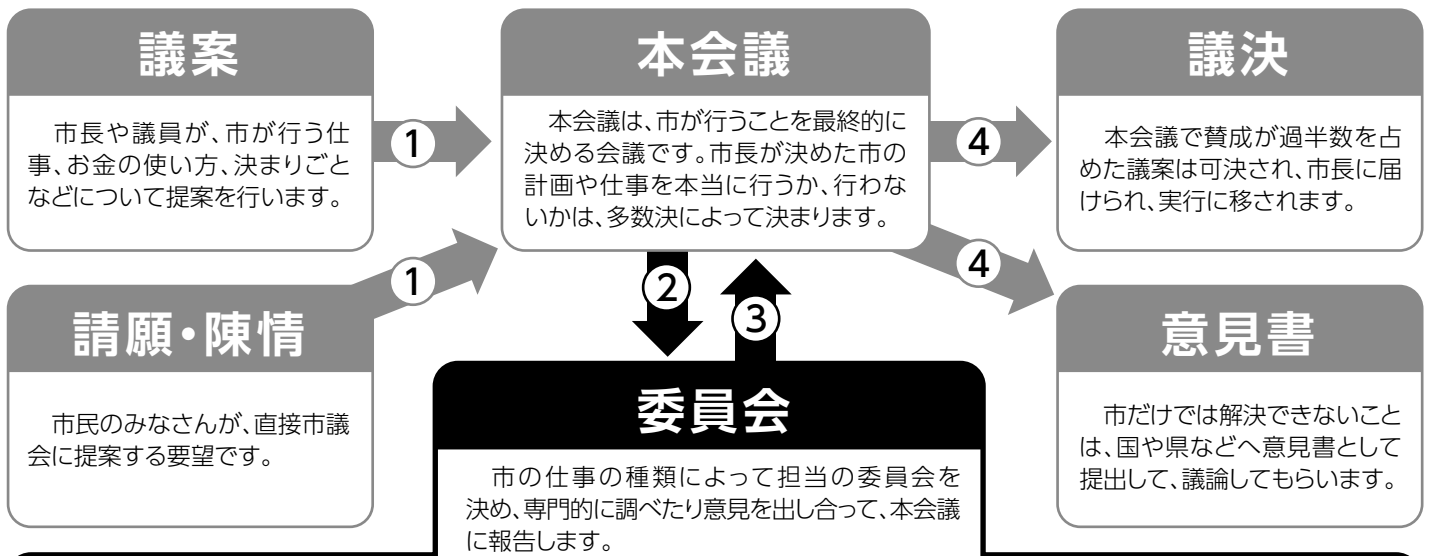 議案
市長や議員が、市が行う仕
事、お金の使い方、決まりごと
などについて提案を行います。
1
本会議
本会議は、市が行うことを最終的に
決める会議です。市長が決めた市の
計画や仕事を本当に行うか、行わな
いかは、多数決によって決まります。
4
議決
本会議で賛成が過半数を占
めた議案は可決され、市長に届
けられ、実行に移されます。
請願・陳情
市民のみなさんが、直接市議
会に提案する要望です。
1
2
3
4
委員会
市の仕事の種類によって担当の委員会を
決め、専門的に調べたり意見を出し合って、本会議
に報告します。
意見書
市だけでは解決できないこと
は、国や県などへ意見書として
提出して、議論してもらいます。